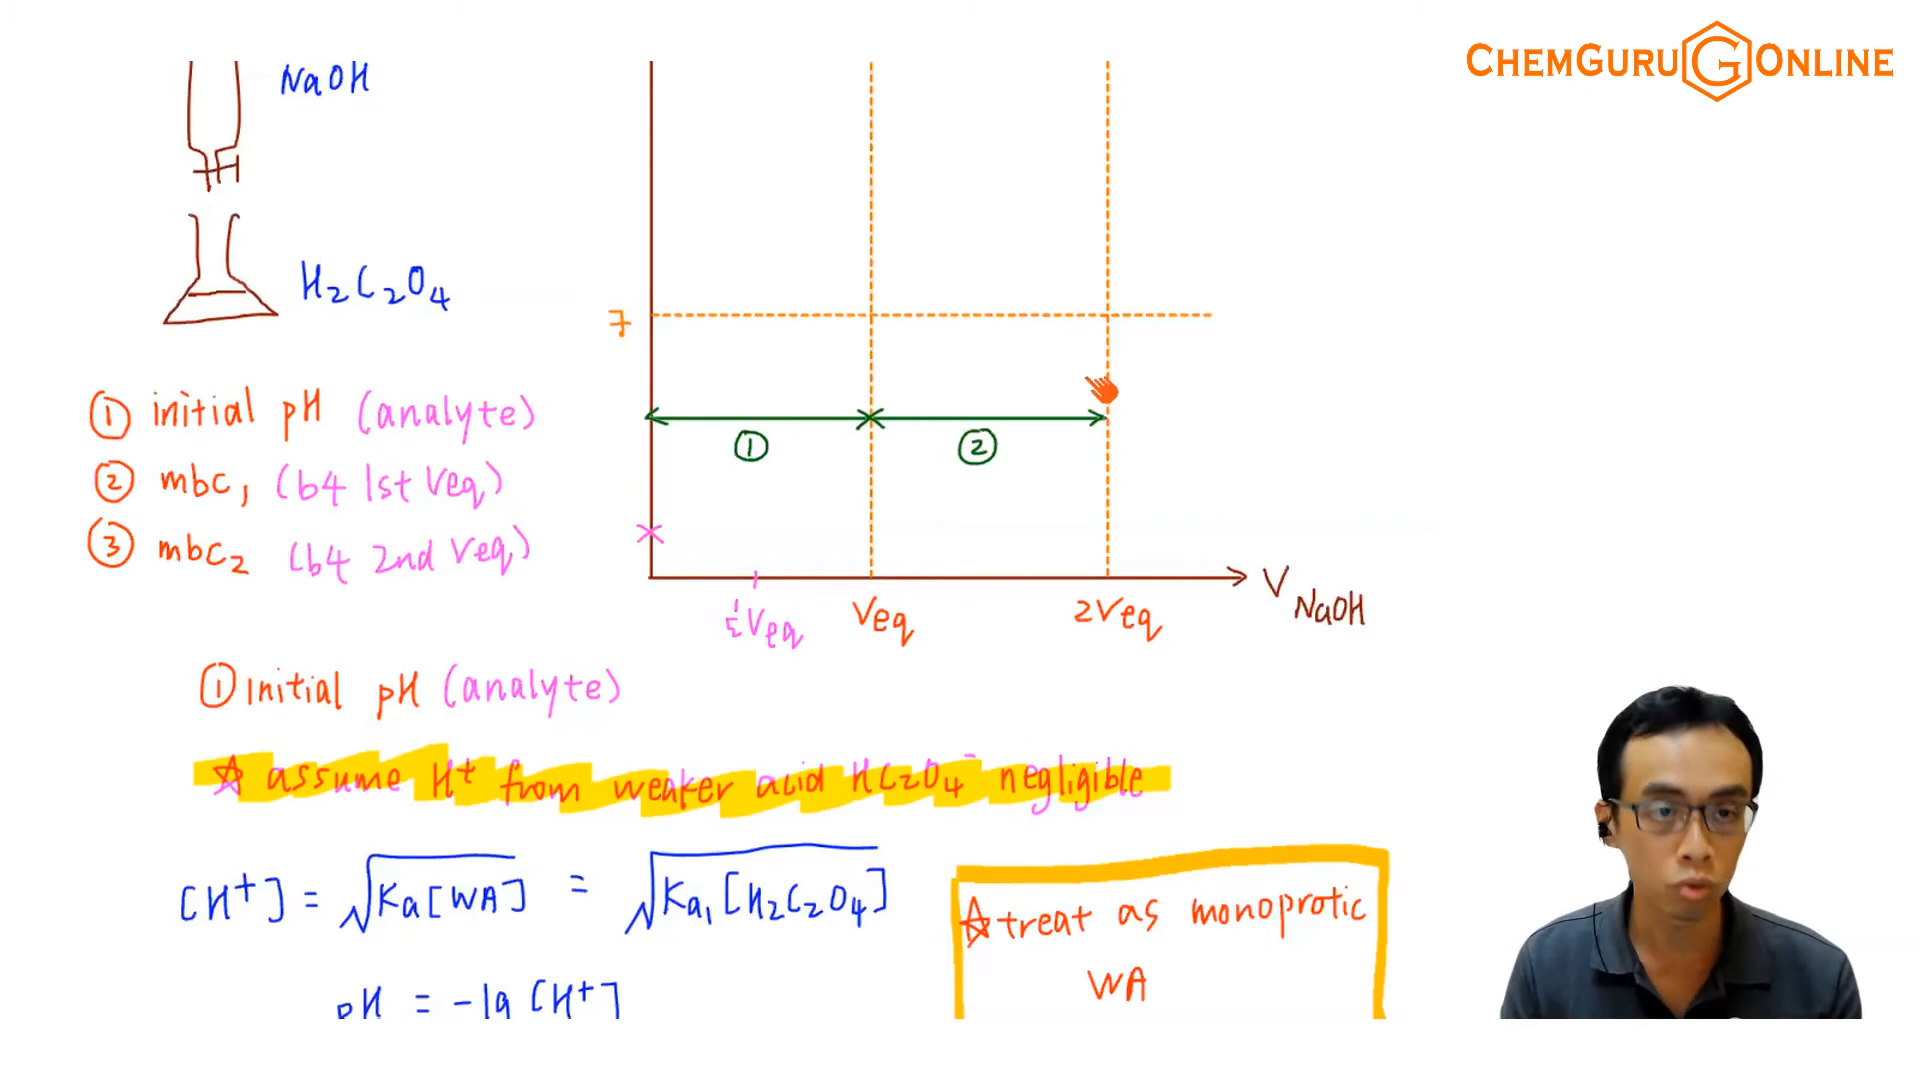 CHEMGURU G ONLINE
NaOH
H₂C₂O₄
7
① initial pH (analyte)
② mbc₁ (b4 1st Veq)
③ mbc₂ (b4 2nd Veq)
① ②
½Veq Veq 2Veq V NaOH
① Initial pH (analyte)
☆ assume H⁺ from weaker acid HC₂O₄⁻ negligible
[H⁺] = √Ka[WA] = √Ka₁[H₂C₂O₄]
pH = -lg [H⁺]
☆ treat as monoprotic
WA